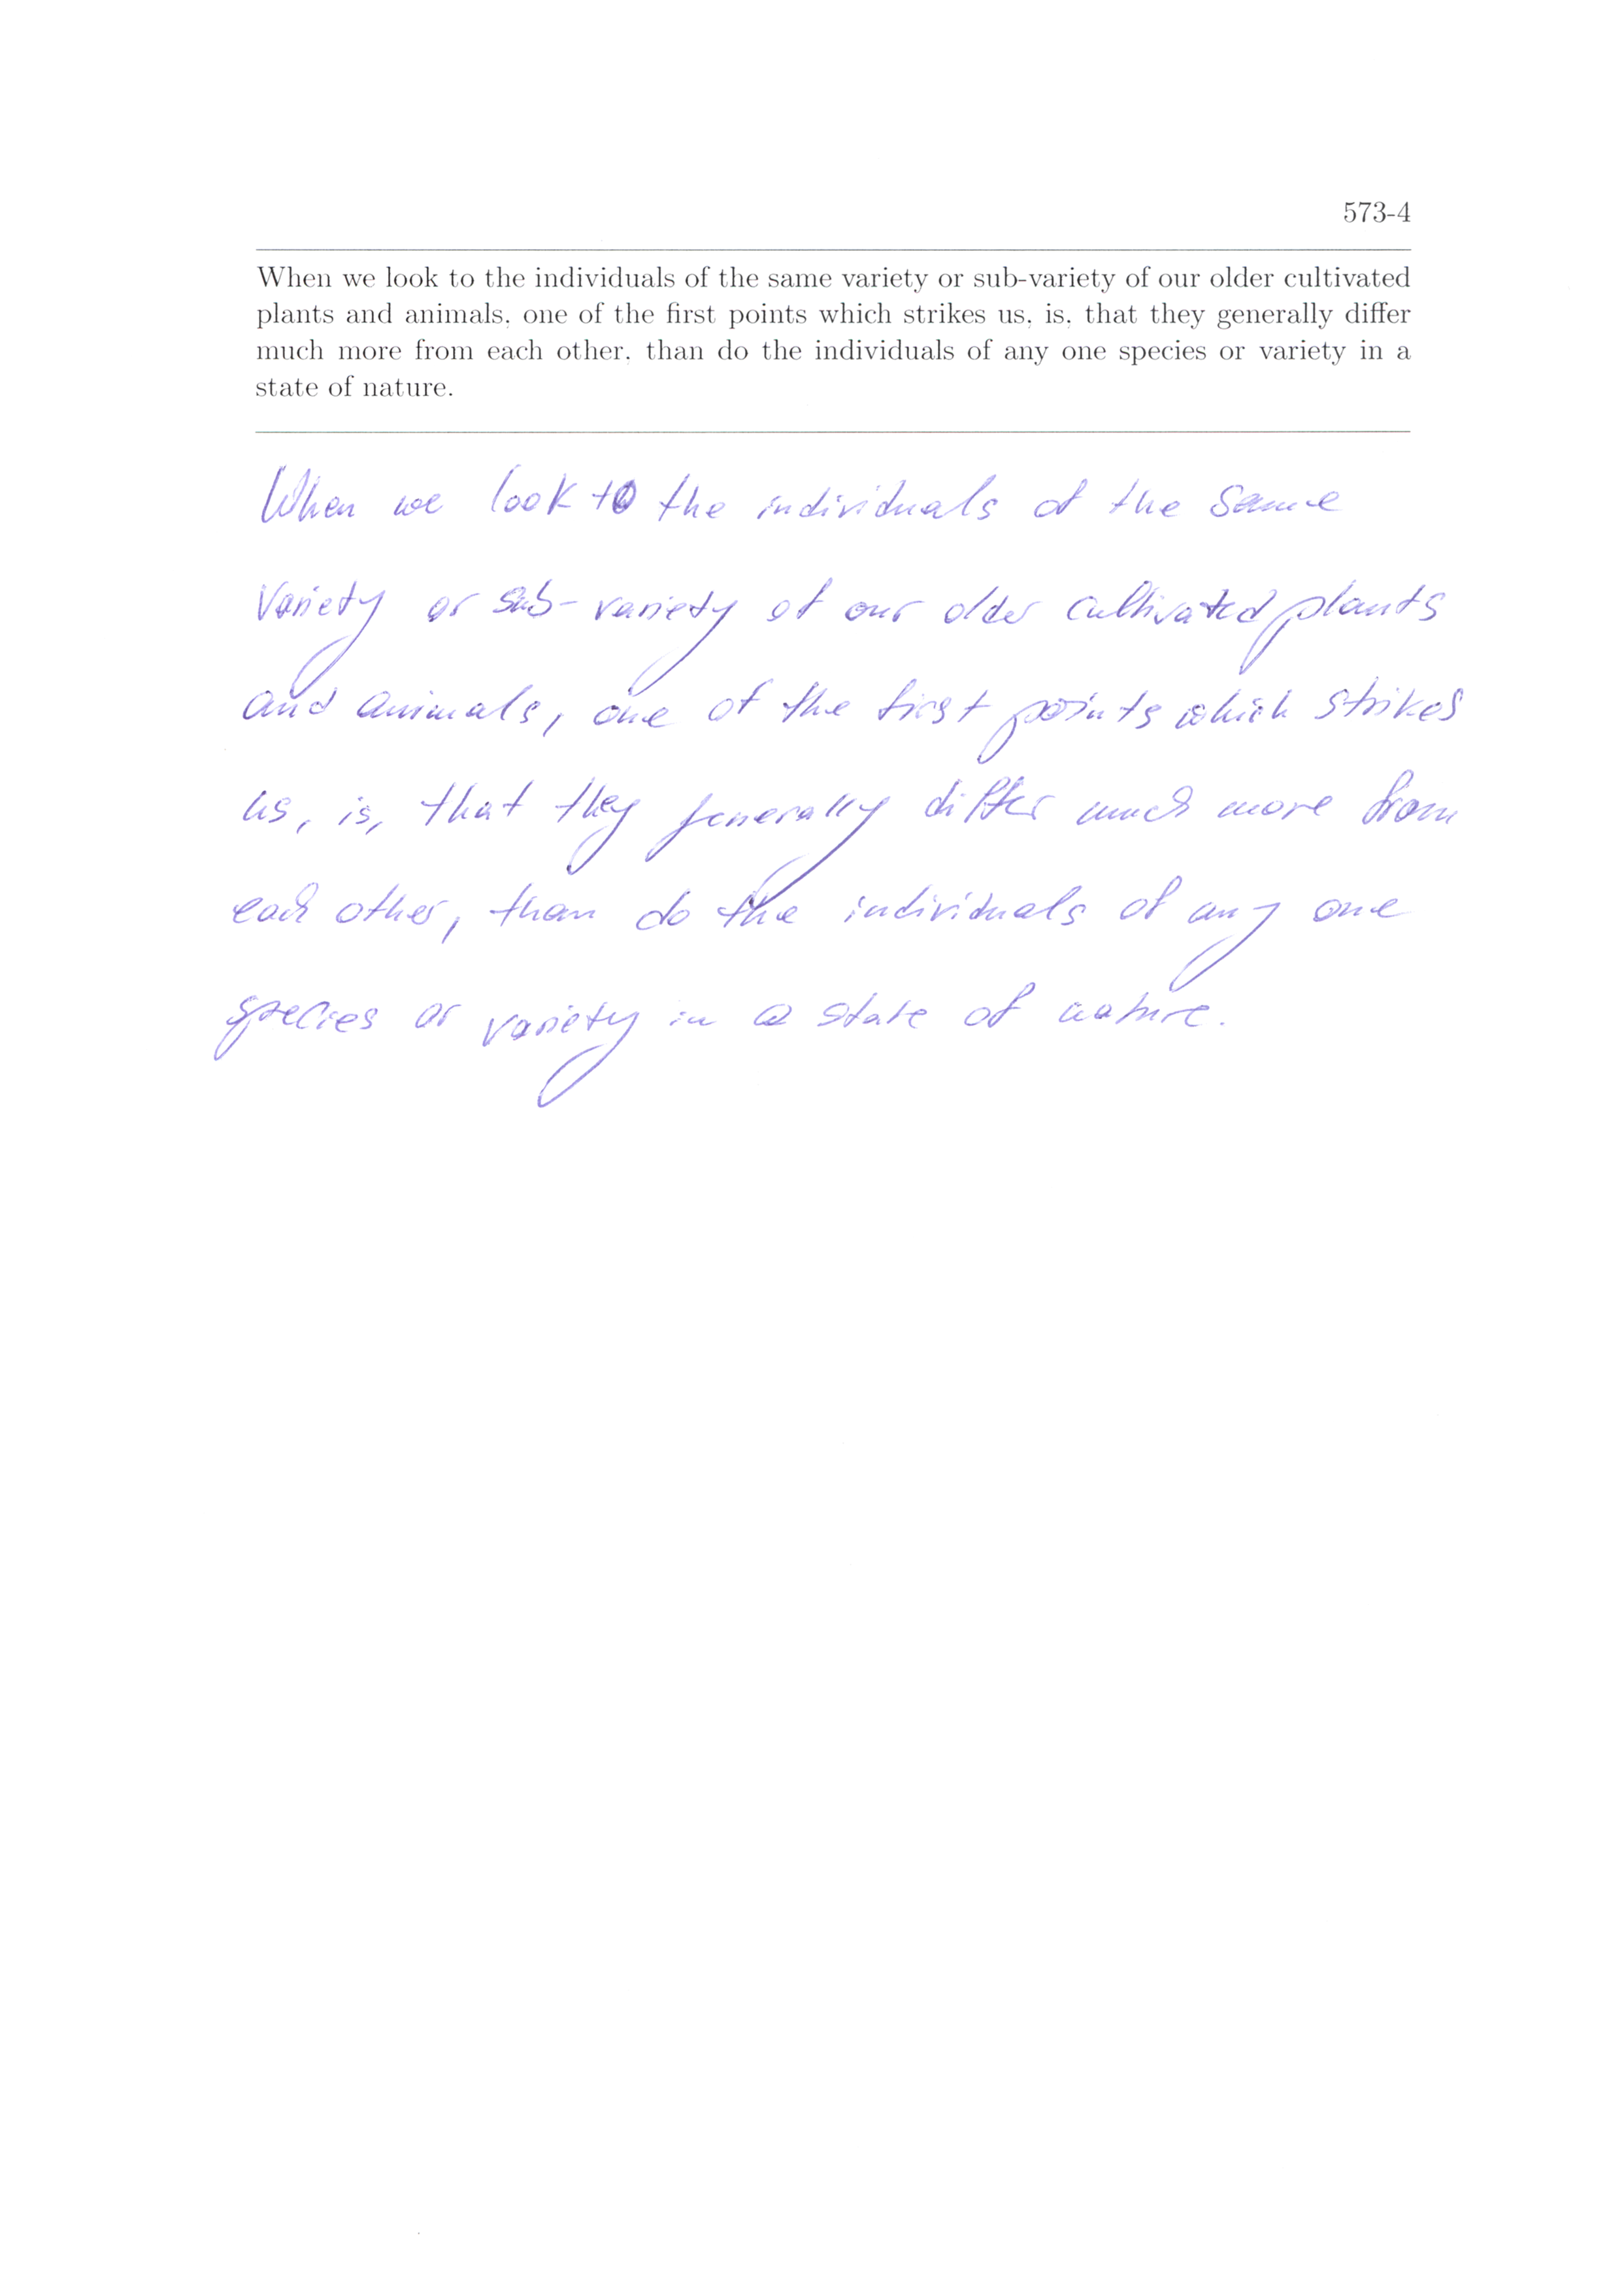 573-4
When we look to the individuals of the same variety or sub-variety of our older cultivated
plants and animals, one of the first points which strikes us, is, that they generally differ
much more from each other, than do the individuals of any one species or variety in a
state of nature.
When we look to the individuals of the same
variety or sub-variety of our older cultivated plants
and animals, one of the first points which strikes
us, is, that they generally differ much more from
each other, than do the individuals of any one
species or variety in a state of nature.